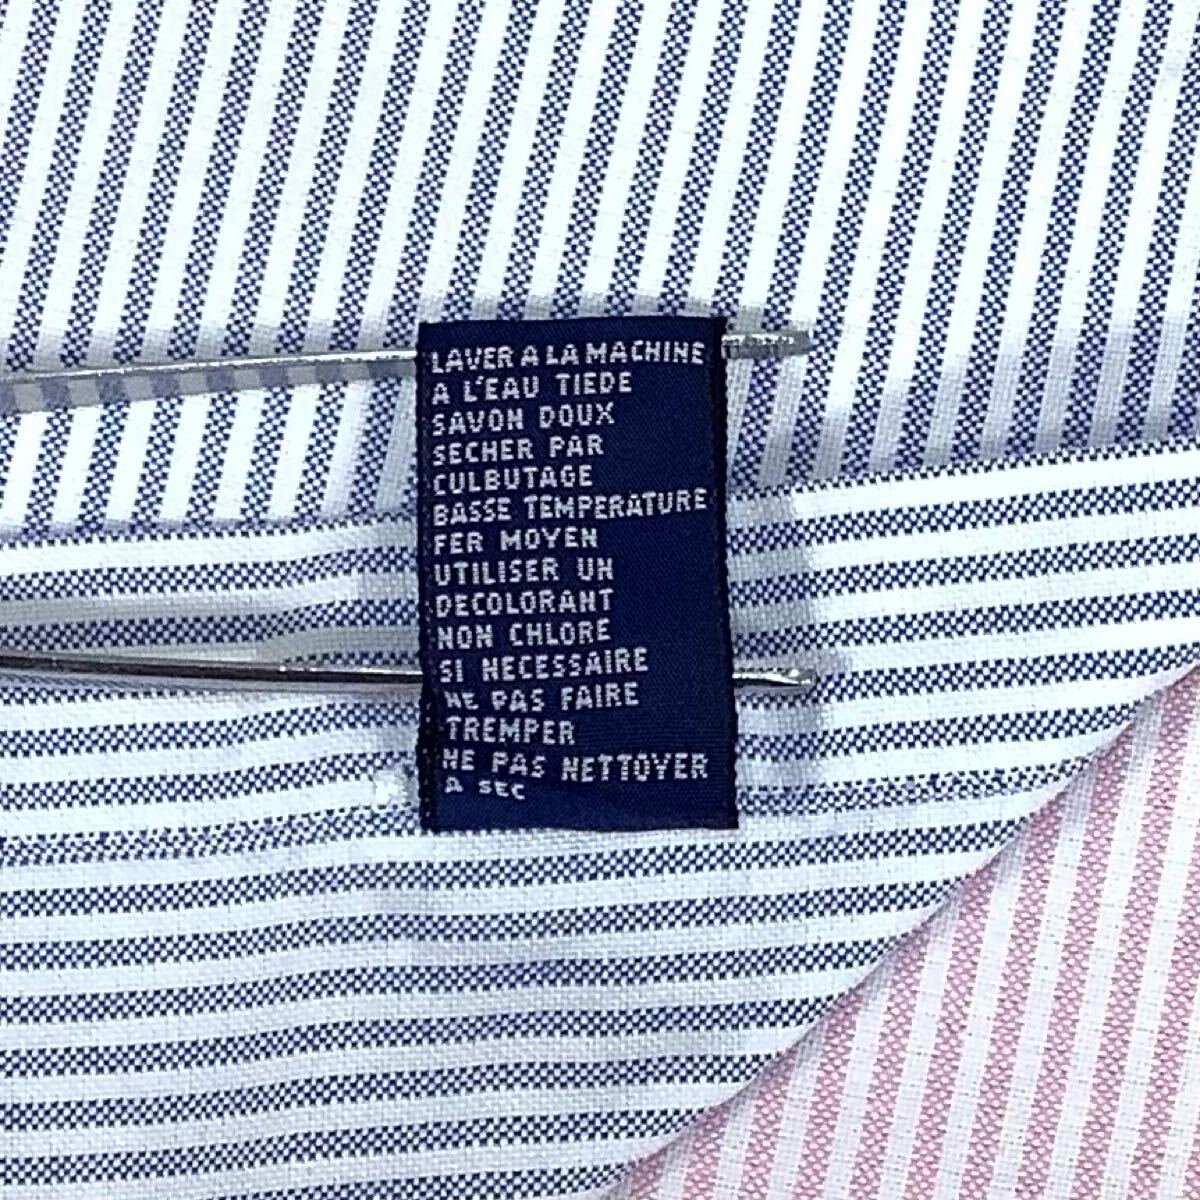 LAVER A LA MACHINE
A L'EAU TIEDE
SAVON DOUX
SECHER PAR
CULBUTAGE
BASSE TEMPERATURE
FER MOYEN
UTILISER UN
DECOLORANT
NON CHLORE
SI NECESSAIRE
NE PAS FAIRE
TREMPER
NE PAS NETTOYER
A SEC